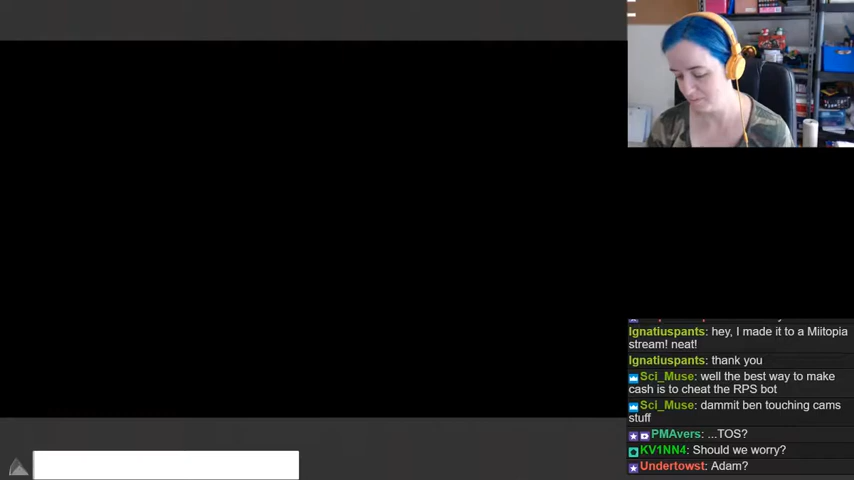 Ignatiuspants: hey, I made it to a Miitopia
stream! neat!
Ignatiuspants: thank you
Sci_Muse: well the best way to make
cash is to cheat the RPS bot
Sci_Muse: dammit ben touching cams
stuff
PMAvers: ...TOS?
KV1NN4: Should we worry?
Undertowst: Adam?